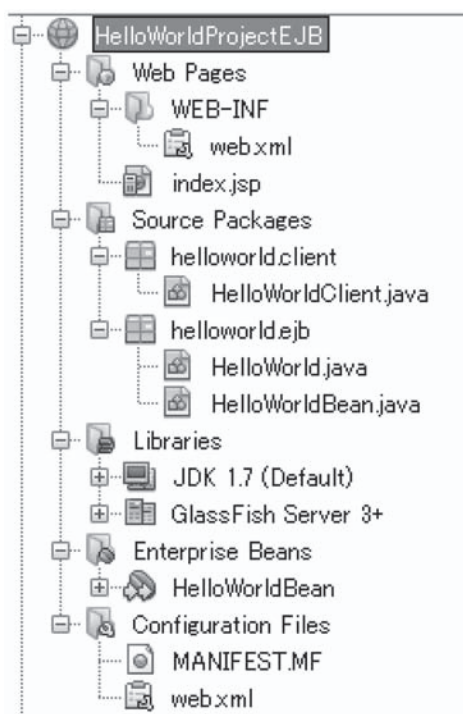 HelloWorldProjectEJB
Web Pages
WEB-INF
web.xml
index.jsp
Source Packages
helloworld.client
HelloWorldClient.java
helloworld.ejb
HelloWorld.java
HelloWorldBean.java
Libraries
JDK 1.7 (Default)
GlassFish Server 3+
Enterprise Beans
HelloWorldBean
Configuration Files
MANIFEST.MF
web.xml